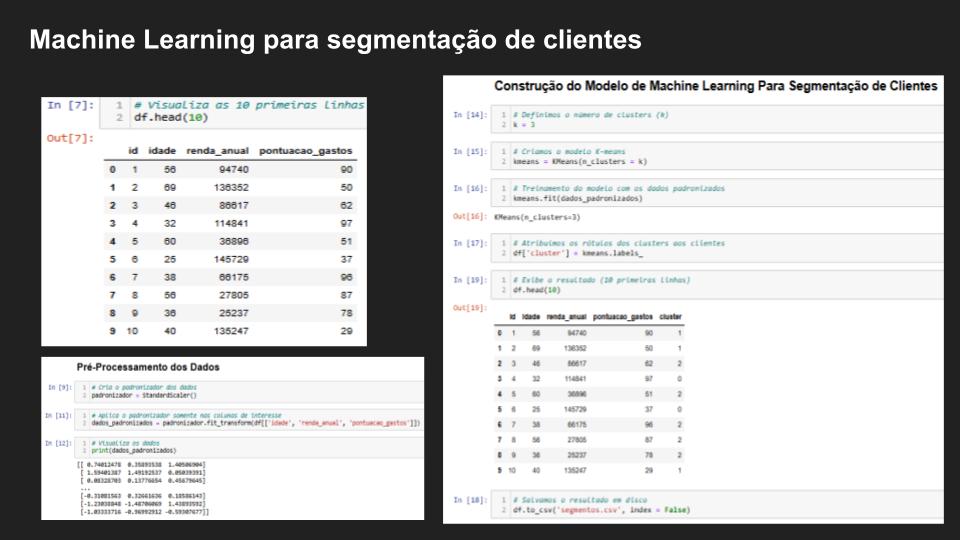 Machine Learning para segmentação de clientes
In [7]: 1 # Visualiza as 10 primeiras linhas
2 df.head(10)
Out[7]:
id idade renda_anual pontuacao_gastos
0 1 56 94740 90
1 2 69 136352 50
2 3 46 86617 62
3 4 32 114841 97
4 5 60 36896 51
5 6 25 145729 37
6 7 38 66175 96
7 8 56 27805 87
8 9 36 25237 78
9 10 40 135247 29
Pré-Processamento dos Dados
In [9]: 1 # Cria o padronizador dos dados
2 padronizador = StandardScaler()
In [11]: 1 # Aplica o padronizador somente nas colunas de interesse
2 dados_padronizados = padronizador.fit_transform(df[['idade', 'renda_anual', 'pontuacao_gastos']])
In [12]: 1 # Visualiza os dados
2 print(dados_padronizados)
[[ 0.74012478 0.35893538 1.40506904]
[ 1.59401387 1.49192537 0.05039391]
[ 0.08328703 0.13776654 0.45679645]
...
[-0.31081563 0.32661636 0.18586143]
[-1.23038848 -1.48706069 1.43893592]
[-1.03333716 -0.96992912 -0.59307677]]
Construção do Modelo de Machine Learning Para Segmentação de Clientes
In [14]: 1 # Definimos o número de clusters (k)
2 k = 3
In [15]: 1 # Criamos o modelo K-means
2 kmeans = KMeans(n_clusters = k)
In [16]: 1 # Treinamento do modelo com os dados padronizados
2 kmeans.fit(dados_padronizados)
Out[16]: KMeans(n_clusters=3)
In [17]: 1 # Atribuímos os rótulos dos clusters aos clientes
2 df['cluster'] = kmeans.labels_
In [19]: 1 # Exibe o resultado (10 primeiras linhas)
2 df.head(10)
Out[19]:
id idade renda_anual pontuacao_gastos cluster
0 1 56 94740 90 1
1 2 69 136352 50 1
2 3 46 86617 62 2
3 4 32 114841 97 0
4 5 60 36896 51 2
5 6 25 145729 37 0
6 7 38 66175 96 2
7 8 56 27805 87 2
8 9 36 25237 78 2
9 10 40 135247 29 1
In [18]: 1 # Salvamos o resultado em disco
2 df.to_csv('segmentos.csv', index = False)